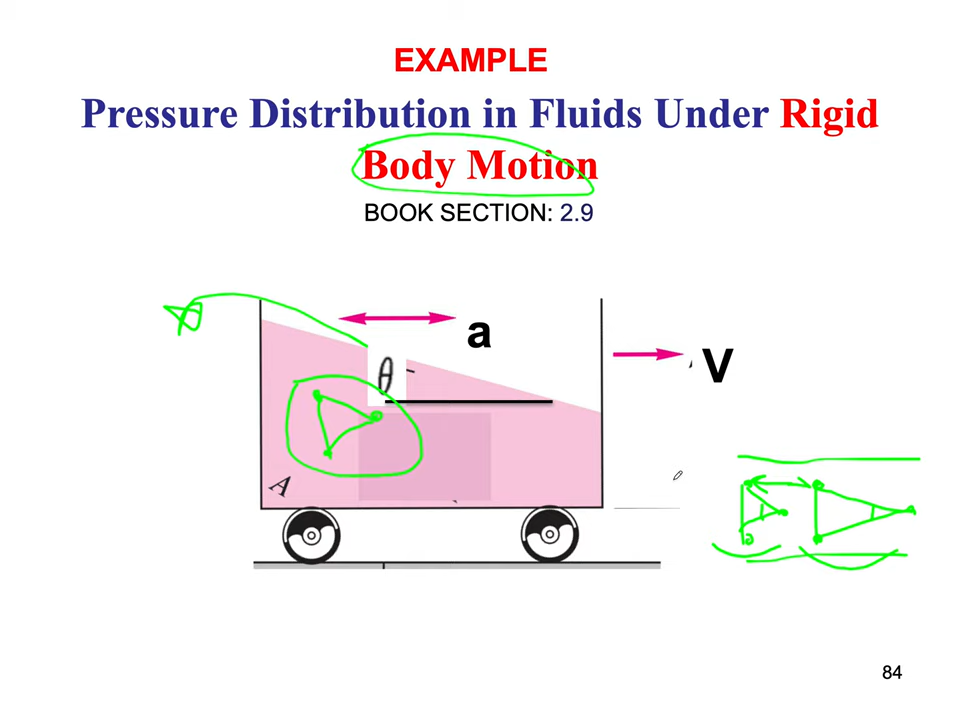 EXAMPLE
Pressure Distribution in Fluids Under Rigid
Body Motion
BOOK SECTION: 2.9
a
V
θ
A
84